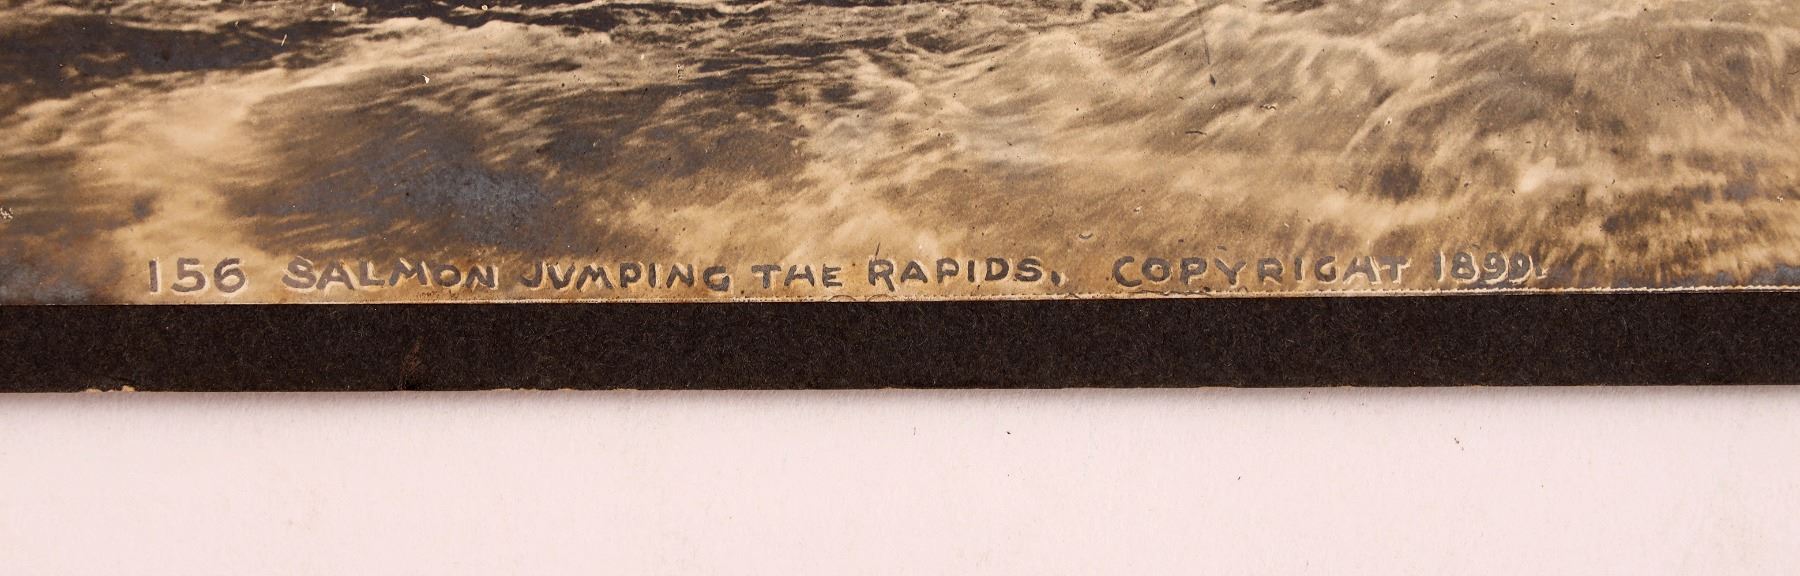 156 SALMON JUMPING THE RAPIDS, COPYRIGHT 1899.